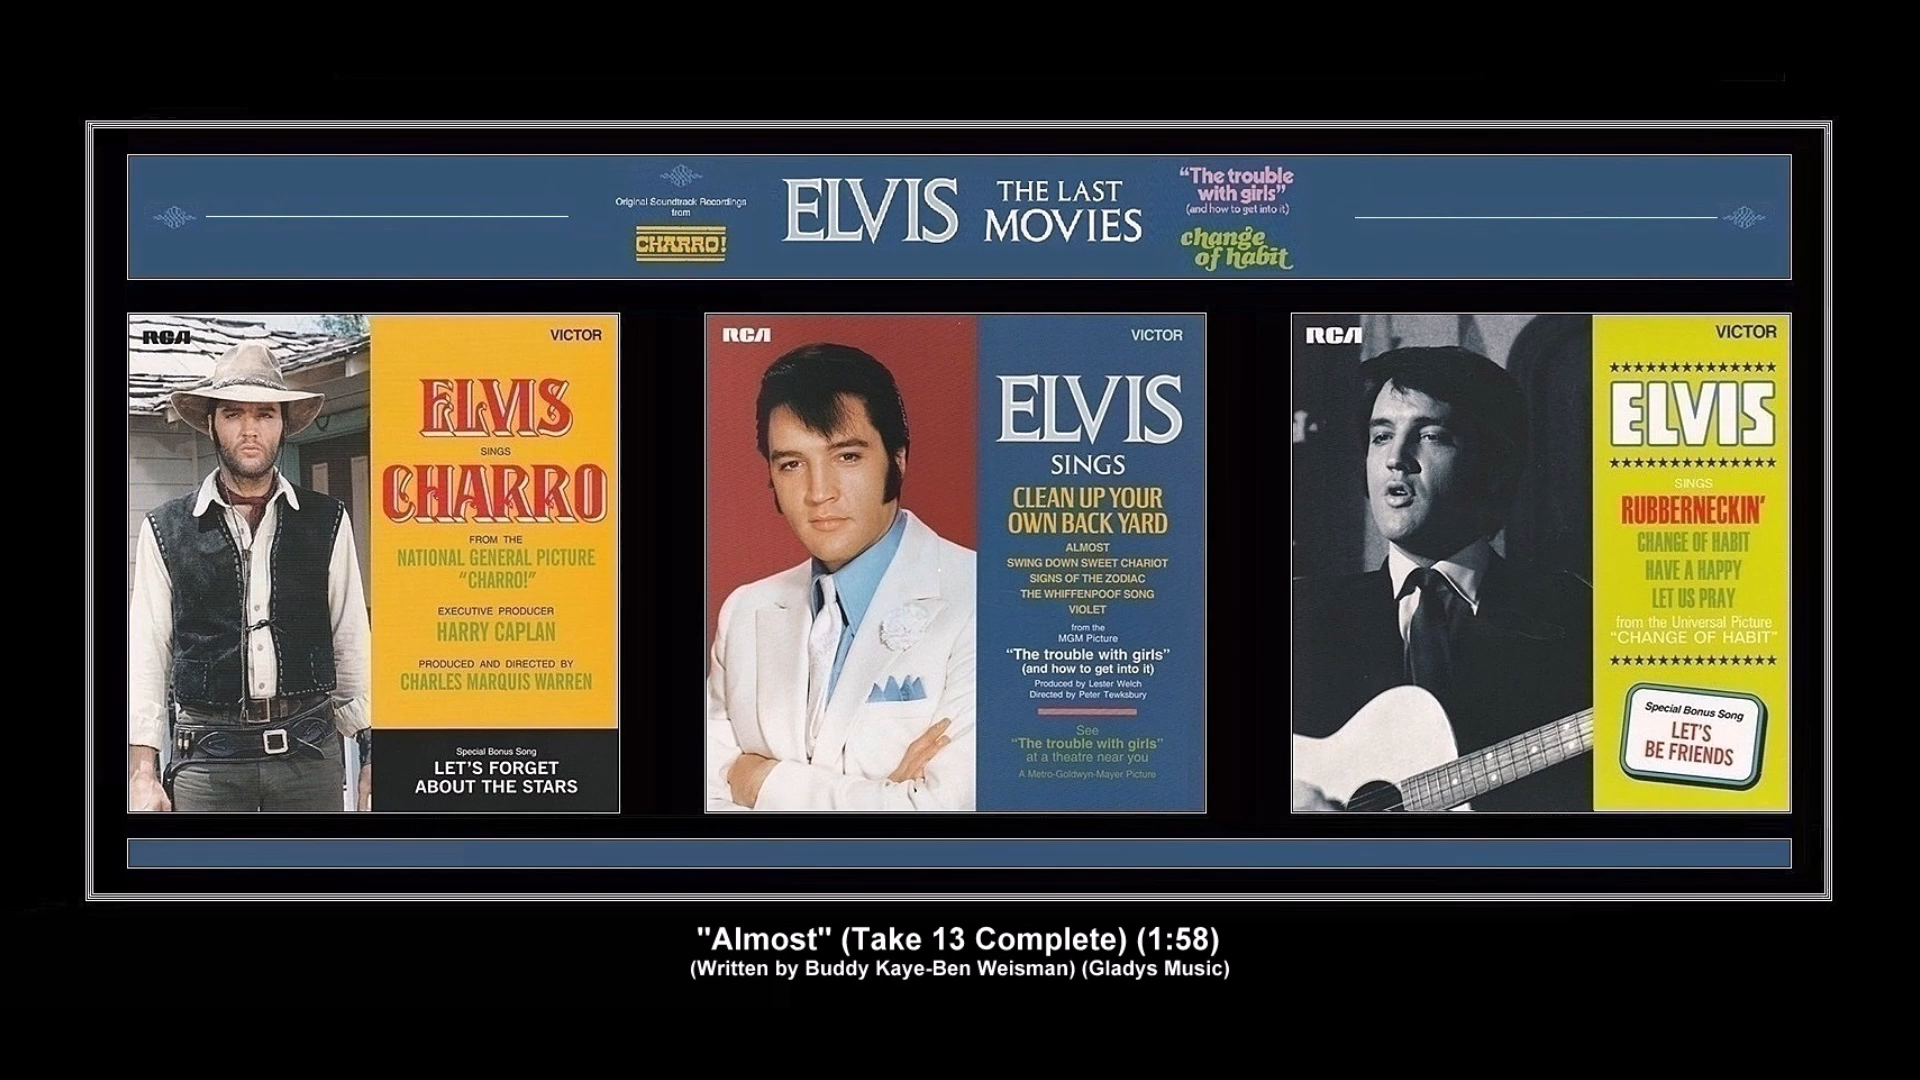 Original Soundtrack Recordings
from
CHARRO!
ELVIS
THE LAST
MOVIES
"The trouble
with girls"
(and how to get into it)
change
of habit
RCA
VICTOR
ELVIS
SINGS
CHARRO
FROM THE
NATIONAL GENERAL PICTURE
"CHARRO!"
EXECUTIVE PRODUCER
HARRY CAPLAN
PRODUCED AND DIRECTED BY
CHARLES MARQUIS WARREN
Special Bonus Song
LET'S FORGET
ABOUT THE STARS
RCA
VICTOR
ELVIS
SINGS
CLEAN UP YOUR
OWN BACK YARD
ALMOST
SWING DOWN SWEET CHARIOT
SIGNS OF THE ZODIAC
THE WHIFFENPOOF SONG
VIOLET
from the
MGM Picture
"The trouble with girls"
(and how to get into it)
Produced by Lester Welch
Directed by Peter Tewksbury
See
"The trouble with girls"
at a theatre near you
A Metro-Goldwyn-Mayer Picture
RCA
VICTOR
ELVIS
SINGS
RUBBERNECKIN'
CHANGE OF HABIT
HAVE A HAPPY
LET US PRAY
from the Universal Picture
"CHANGE OF HABIT"
Special Bonus Song
LET'S
BE FRIENDS
"Almost" (Take 13 Complete) (1:58)
(Written by Buddy Kaye-Ben Weisman) (Gladys Music)